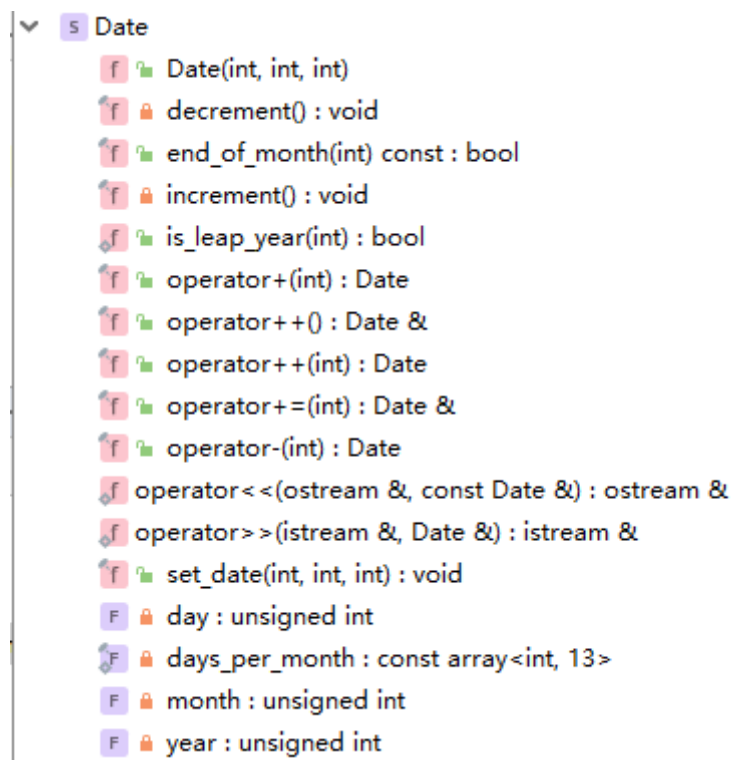 S Date
f Date(int, int, int)
f decrement() : void
f end_of_month(int) const : bool
f increment() : void
f is_leap_year(int) : bool
f operator+(int) : Date
f operator++() : Date &
f operator++(int) : Date
f operator+=(int) : Date &
f operator-(int) : Date
f operator<<(ostream &, const Date &) : ostream &
f operator>>(istream &, Date &) : istream &
f set_date(int, int, int) : void
F day : unsigned int
F days_per_month : const array<int, 13>
F month : unsigned int
F year : unsigned int